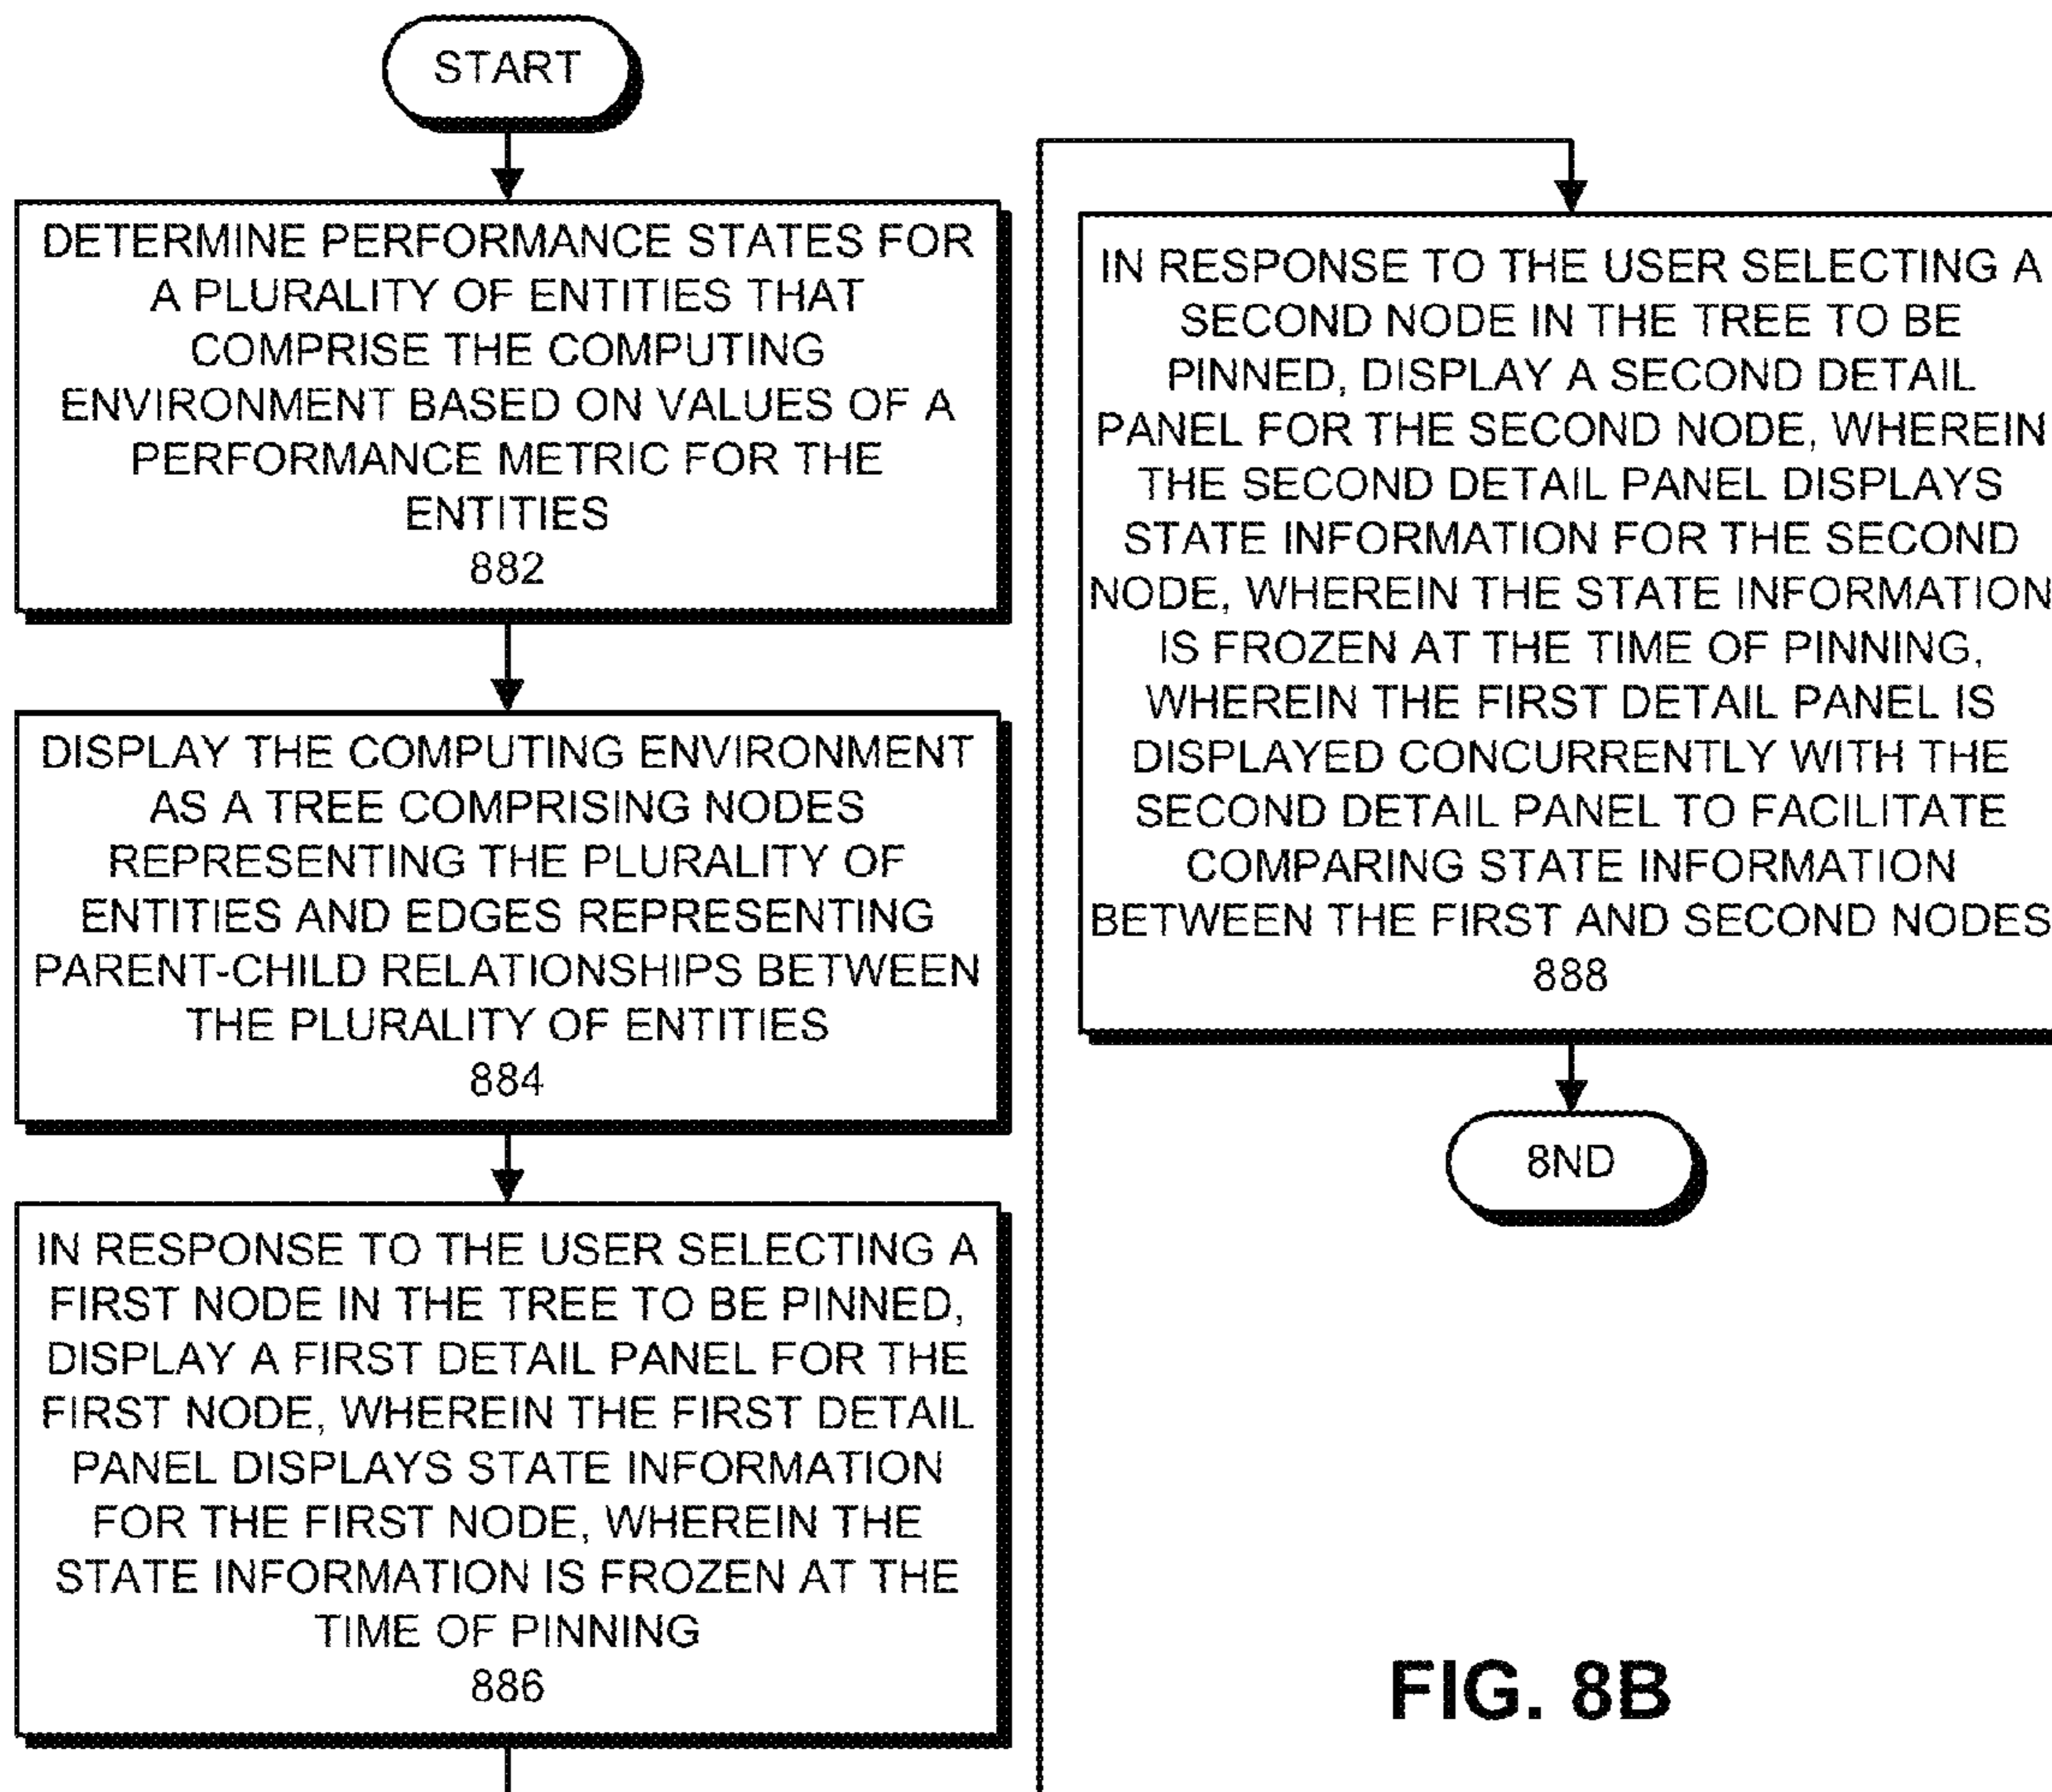 START
DETERMINE PERFORMANCE STATES FOR
A PLURALITY OF ENTITIES THAT
COMPRISE THE COMPUTING
ENVIRONMENT BASED ON VALUES OF A
PERFORMANCE METRIC FOR THE
ENTITIES
882
DISPLAY THE COMPUTING ENVIRONMENT
AS A TREE COMPRISING NODES
REPRESENTING THE PLURALITY OF
ENTITIES AND EDGES REPRESENTING
PARENT-CHILD RELATIONSHIPS BETWEEN
THE PLURALITY OF ENTITIES
884
IN RESPONSE TO THE USER SELECTING A
FIRST NODE IN THE TREE TO BE PINNED,
DISPLAY A FIRST DETAIL PANEL FOR THE
FIRST NODE, WHEREIN THE FIRST DETAIL
PANEL DISPLAYS STATE INFORMATION
FOR THE FIRST NODE, WHEREIN THE
STATE INFORMATION IS FROZEN AT THE
TIME OF PINNING
886
IN RESPONSE TO THE USER SELECTING A
SECOND NODE IN THE TREE TO BE
PINNED, DISPLAY A SECOND DETAIL
PANEL FOR THE SECOND NODE, WHEREIN
THE SECOND DETAIL PANEL DISPLAYS
STATE INFORMATION FOR THE SECOND
NODE, WHEREIN THE STATE INFORMATION
IS FROZEN AT THE TIME OF PINNING,
WHEREIN THE FIRST DETAIL PANEL IS
DISPLAYED CONCURRENTLY WITH THE
SECOND DETAIL PANEL TO FACILITATE
COMPARING STATE INFORMATION
BETWEEN THE FIRST AND SECOND NODES
888
8ND
FIG. 8B